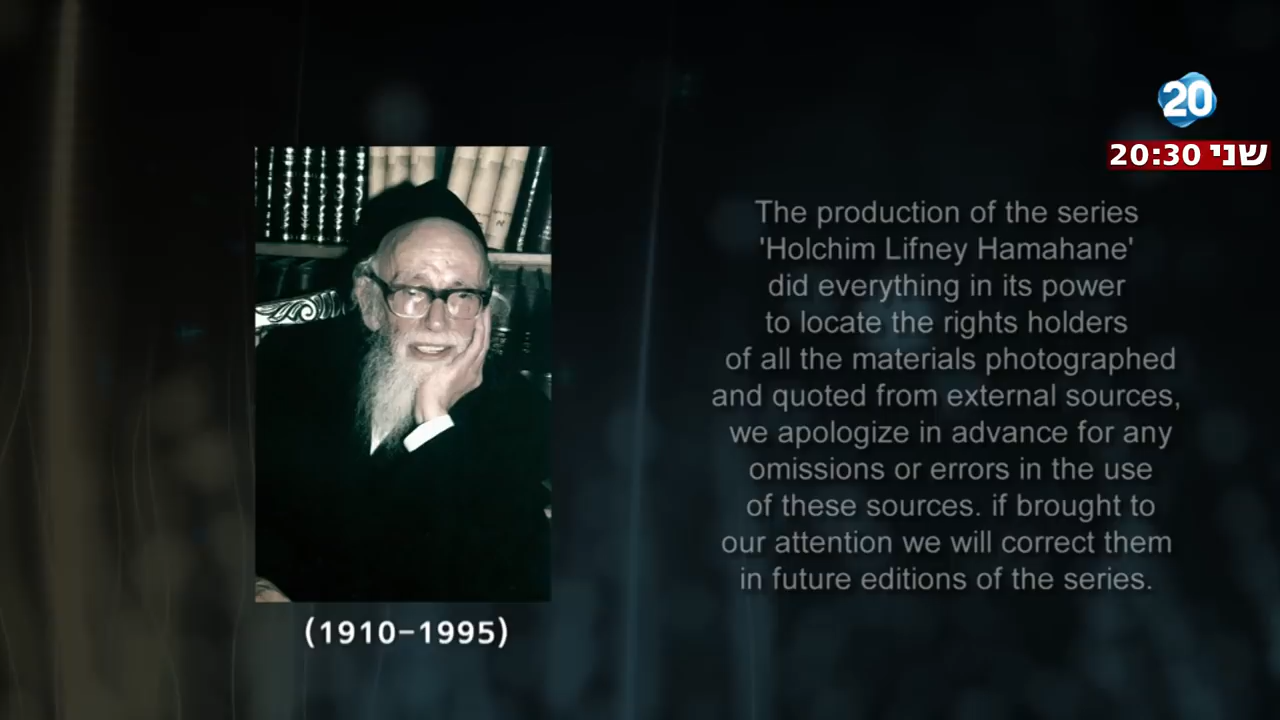 20
שני 20:30
The production of the series
'Holchim Lifney Hamahane'
did everything in its power
to locate the rights holders
of all the materials photographed
and quoted from external sources,
we apologize in advance for any
omissions or errors in the use
of these sources. if brought to
our attention we will correct them
in future editions of the series.
(1910-1995)